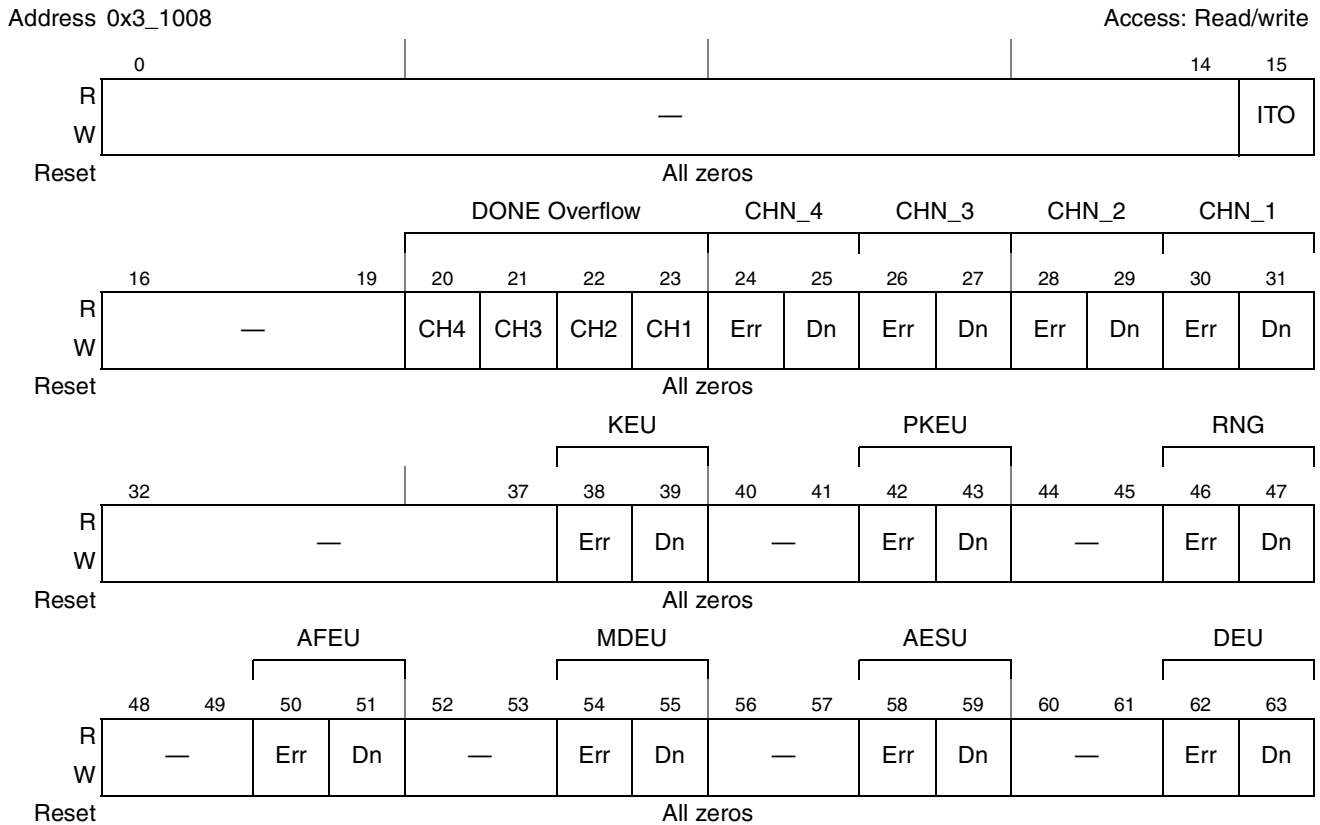 Address 0x3_1008 Access: Read/write
0 14 15
R
W
— ITO
Reset All zeros
DONE Overflow CHN_4 CHN_3 CHN_2 CHN_1
16 19 20 21 22 23 24 25 26 27 28 29 30 31
R
W
— CH4 CH3 CH2 CH1 Err Dn Err Dn Err Dn Err Dn
Reset All zeros
KEU PKEU RNG
32 37 38 39 40 41 42 43 44 45 46 47
R
W
— Err Dn — Err Dn — Err Dn
Reset All zeros
AFEU MDEU AESU DEU
48 49 50 51 52 53 54 55 56 57 58 59 60 61 62 63
R
W
— Err Dn — Err Dn — Err Dn — Err Dn
Reset All zeros